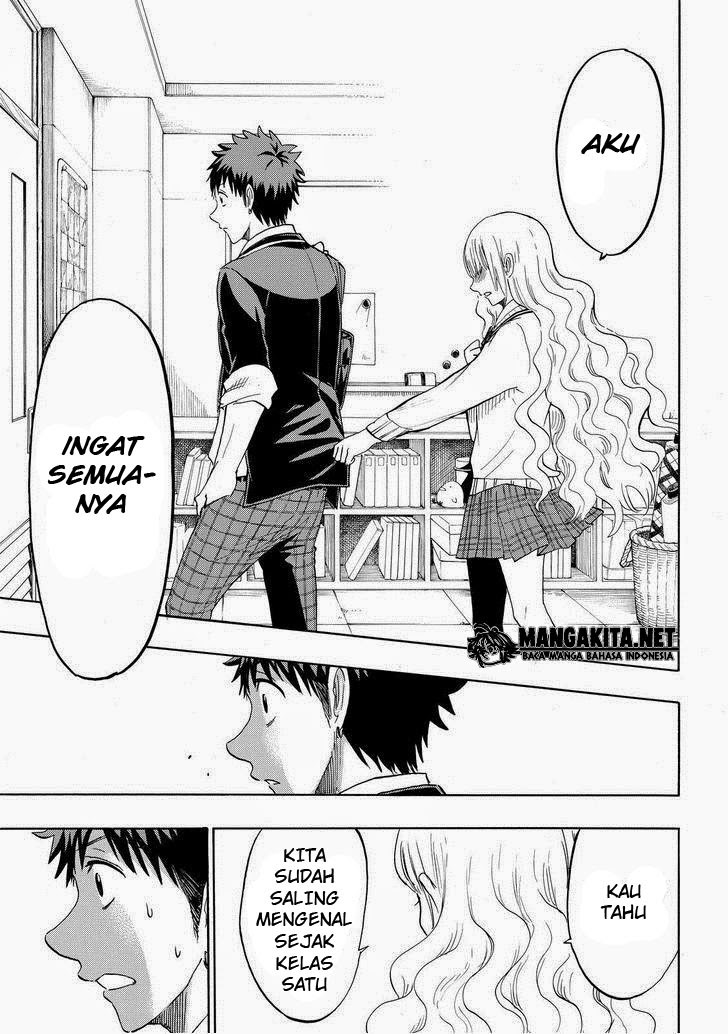 AKU
INGAT
SEMUA-
NYA
MANGAKITA.NET
BACA MANGA BAHASA INDONESIA
KAU
TAHU
KITA
SUDAH
SALING
MENGENAL
SEJAK
KELAS
SATU